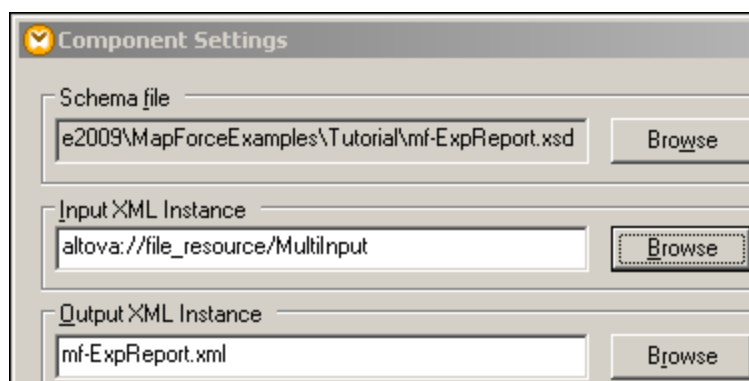 Component Settings
Schema file
e2009\MapForceExamples\Tutorial\mf-ExpReport.xsd
Browse
Input XML Instance
altova://file_resource/MultiInput
Browse
Output XML Instance
mf-ExpReport.xml
Browse